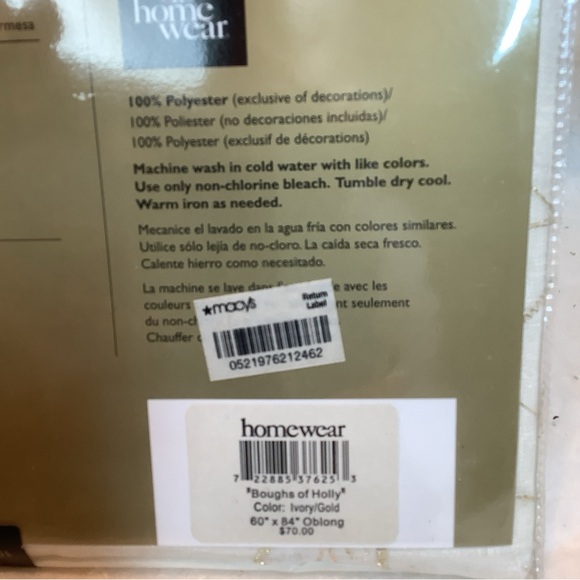 home
wear
100% Polyester (exclusive of decorations)/
100% Poliester (no decoraciones incluidas)/
100% Polyester (exclusif de décorations)
Machine wash in cold water with like colors.
Use only non-chlorine bleach. Tumble dry cool.
Warm iron as needed.
Mecanice el lavado en la agua fría con colores similares.
Utilice sólo lejía de no-cloro. La caída seca fresco.
Calente hierro como necesitado.
La machine se lave dans e avec les
couleurs nt seulement
du non-c
Chauffer
★macy's Return
Label
0521976212462
homewear
7 22885 37625 3
"Boughs of Holly"
Color: Ivory/Gold
60" x 84" Oblong
$70.00